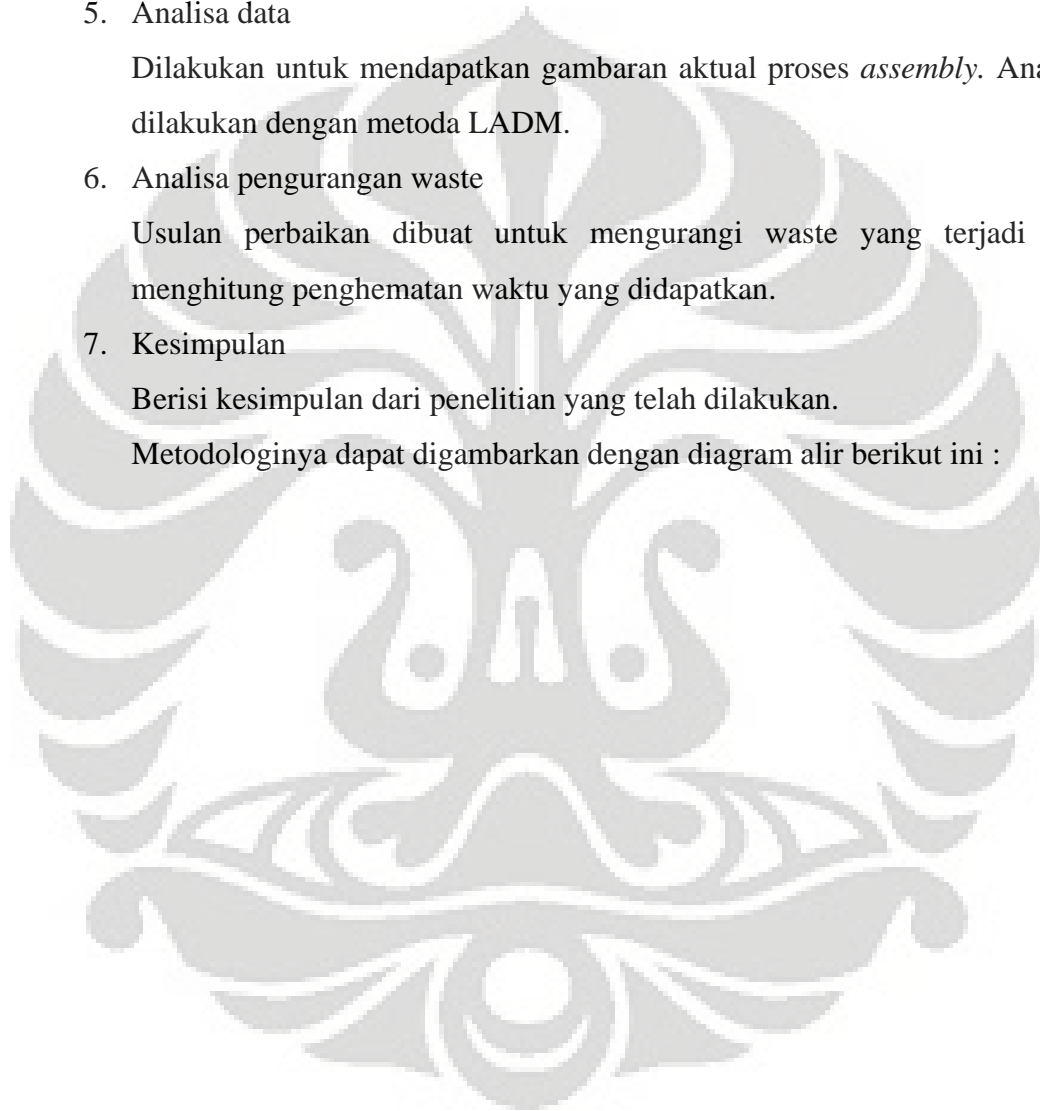 5. Analisa data
Dilakukan untuk mendapatkan gambaran aktual proses assembly.
dilakukan dengan metoda LADM.
6. Analisa pengurangan waste
Usulan perbaikan dibuat untuk mengurangi waste yang terjadi
menghitung penghematan waktu yang didapatkan.
7. Kesimpulan
Berisi kesimpulan dari penelitian yang telah dilakukan.
Metodologinya dapat digambarkan dengan diagram alir berikut ini :